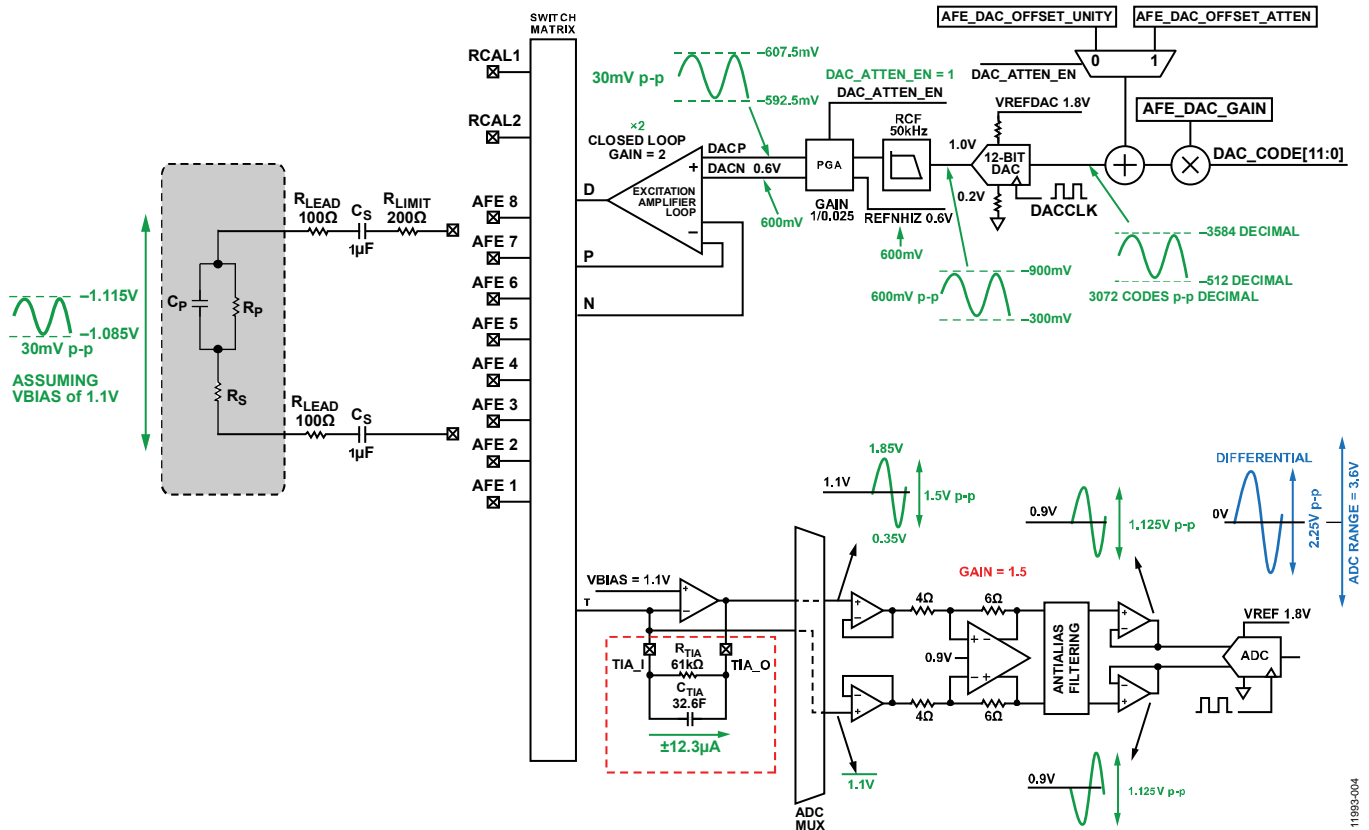 SWITCH
MATRIX
RCAL1
RCAL2
AFE 8
AFE 7
AFE 6
AFE 5
AFE 4
AFE 3
AFE 2
AFE 1
D
P
N
T
–1.115V
–1.085V
30mV p-p
ASSUMING
VBIAS of 1.1V
CP
RP
RS
RLEAD
100Ω
CS
1µF
RLIMIT
200Ω
RLEAD
100Ω
CS
1µF
30mV p-p
–607.5mV
–592.5mV
×2
CLOSED LOOP
GAIN = 2
EXCITATION
AMPLIFIER
LOOP
+
–
DACP
DACN 0.6V
600mV
DAC_ATTEN_EN = 1
DAC_ATTEN_EN
PGA
GAIN
1/0.025
RCF
50kHz
REFNHIZ 0.6V
600mV
600mV p-p
–900mV
–300mV
VREFDAC 1.8V
1.0V
12-BIT
DAC
0.2V
DACCLK
AFE_DAC_OFFSET_UNITY
AFE_DAC_OFFSET_ATTEN
0
1
DAC_ATTEN_EN
AFE_DAC_GAIN
+
×
DAC_CODE[11:0]
–3584 DECIMAL
–512 DECIMAL
3072 CODES p-p DECIMAL
VBIAS = 1.1V
+
–
TIA_I
RTIA
61kΩ
TIA_O
CTIA
32.6F
±12.3µA
ADC
MUX
1.1V
1.85V
1.5V p-p
0.35V
1.1V
+
–
–
+
GAIN = 1.5
4Ω
6Ω
0.9V
+ –
– +
4Ω
6Ω
ANTIALIAS
FILTERING
0.9V
1.125V p-p
+
–
–
+
0.9V
1.125V p-p
DIFFERENTIAL
0V
2.25V p-p
ADC RANGE = 3.6V
VREF 1.8V
ADC
11993-004